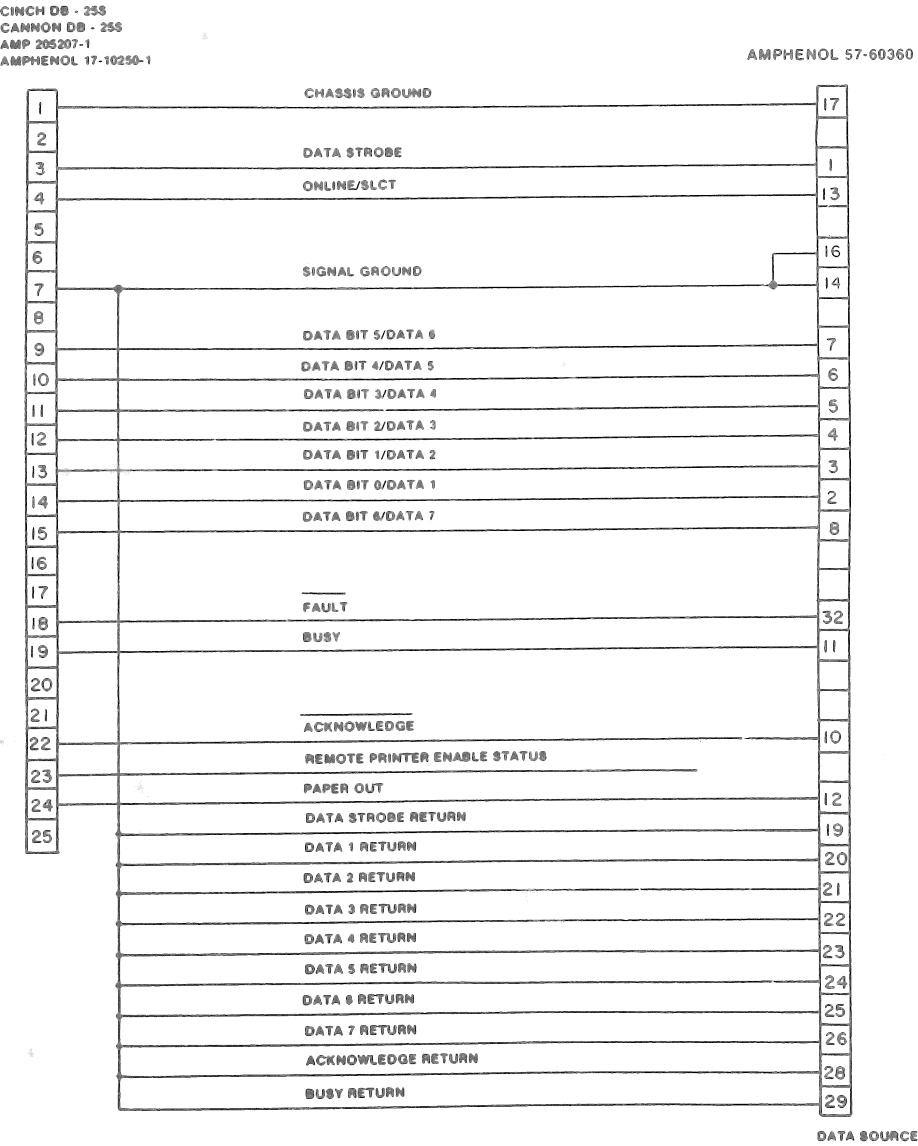 CINCH DB - 25S
CANNON DB - 25S
AMP 205207-1
AMPHENOL 17-10250-1
AMPHENOL 57-60360
1 CHASSIS GROUND 17
2
3 DATA STROBE 1
4 ONLINE/SLCT 13
5
6 16
7 SIGNAL GROUND 14
8
9 DATA BIT 5/DATA 6 7
10 DATA BIT 4/DATA 5 6
11 DATA BIT 3/DATA 4 5
12 DATA BIT 2/DATA 3 4
13 DATA BIT 1/DATA 2 3
14 DATA BIT 0/DATA 1 2
15 DATA BIT 6/DATA 7 8
16
17
18 FAULT 32
19 BUSY 11
20
21
22 ACKNOWLEDGE 10
23 REMOTE PRINTER ENABLE STATUS
24 PAPER OUT 12
25 DATA STROBE RETURN 19
DATA 1 RETURN 20
DATA 2 RETURN 21
DATA 3 RETURN 22
DATA 4 RETURN 23
DATA 5 RETURN 24
DATA 6 RETURN 25
DATA 7 RETURN 26
ACKNOWLEDGE RETURN 28
BUSY RETURN 29
DATA SOURCE